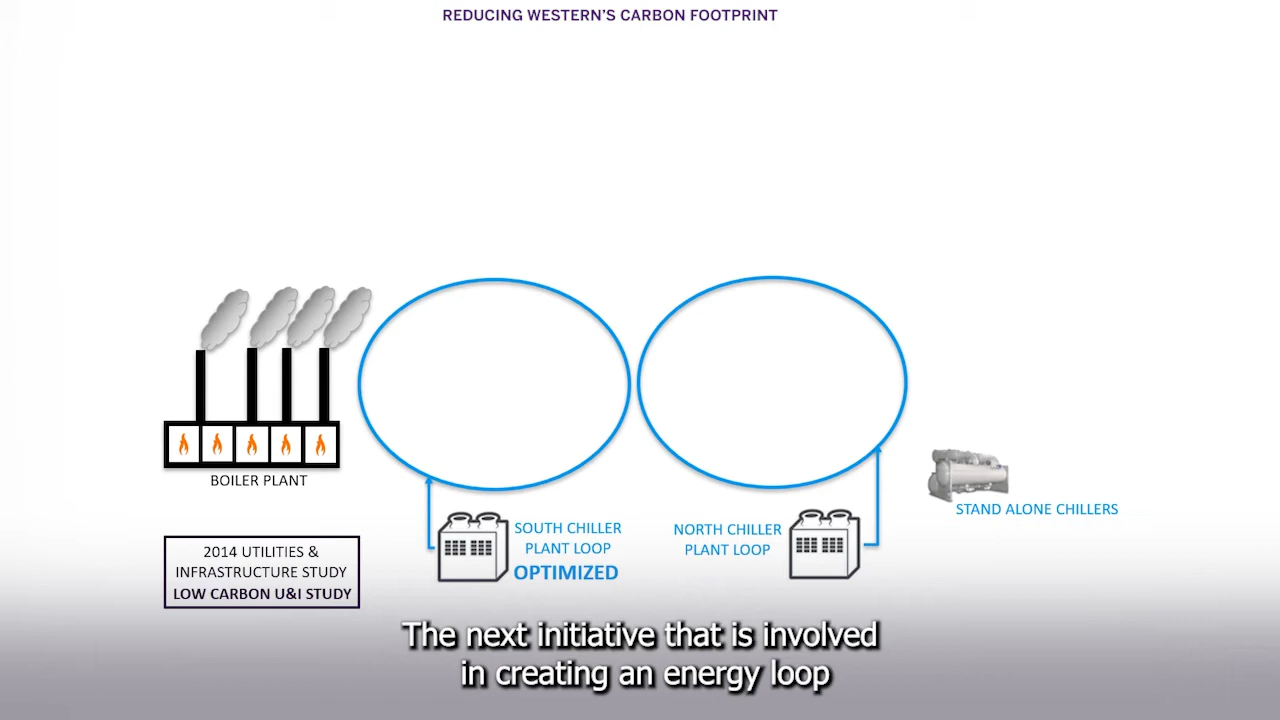 REDUCING WESTERN'S CARBON FOOTPRINT
BOILER PLANT
2014 UTILITIES &
INFRASTRUCTURE STUDY
LOW CARBON U&I STUDY
SOUTH CHILLER
PLANT LOOP
OPTIMIZED
NORTH CHILLER
PLANT LOOP
STAND ALONE CHILLERS
The next initiative that is involved
in creating an energy loop